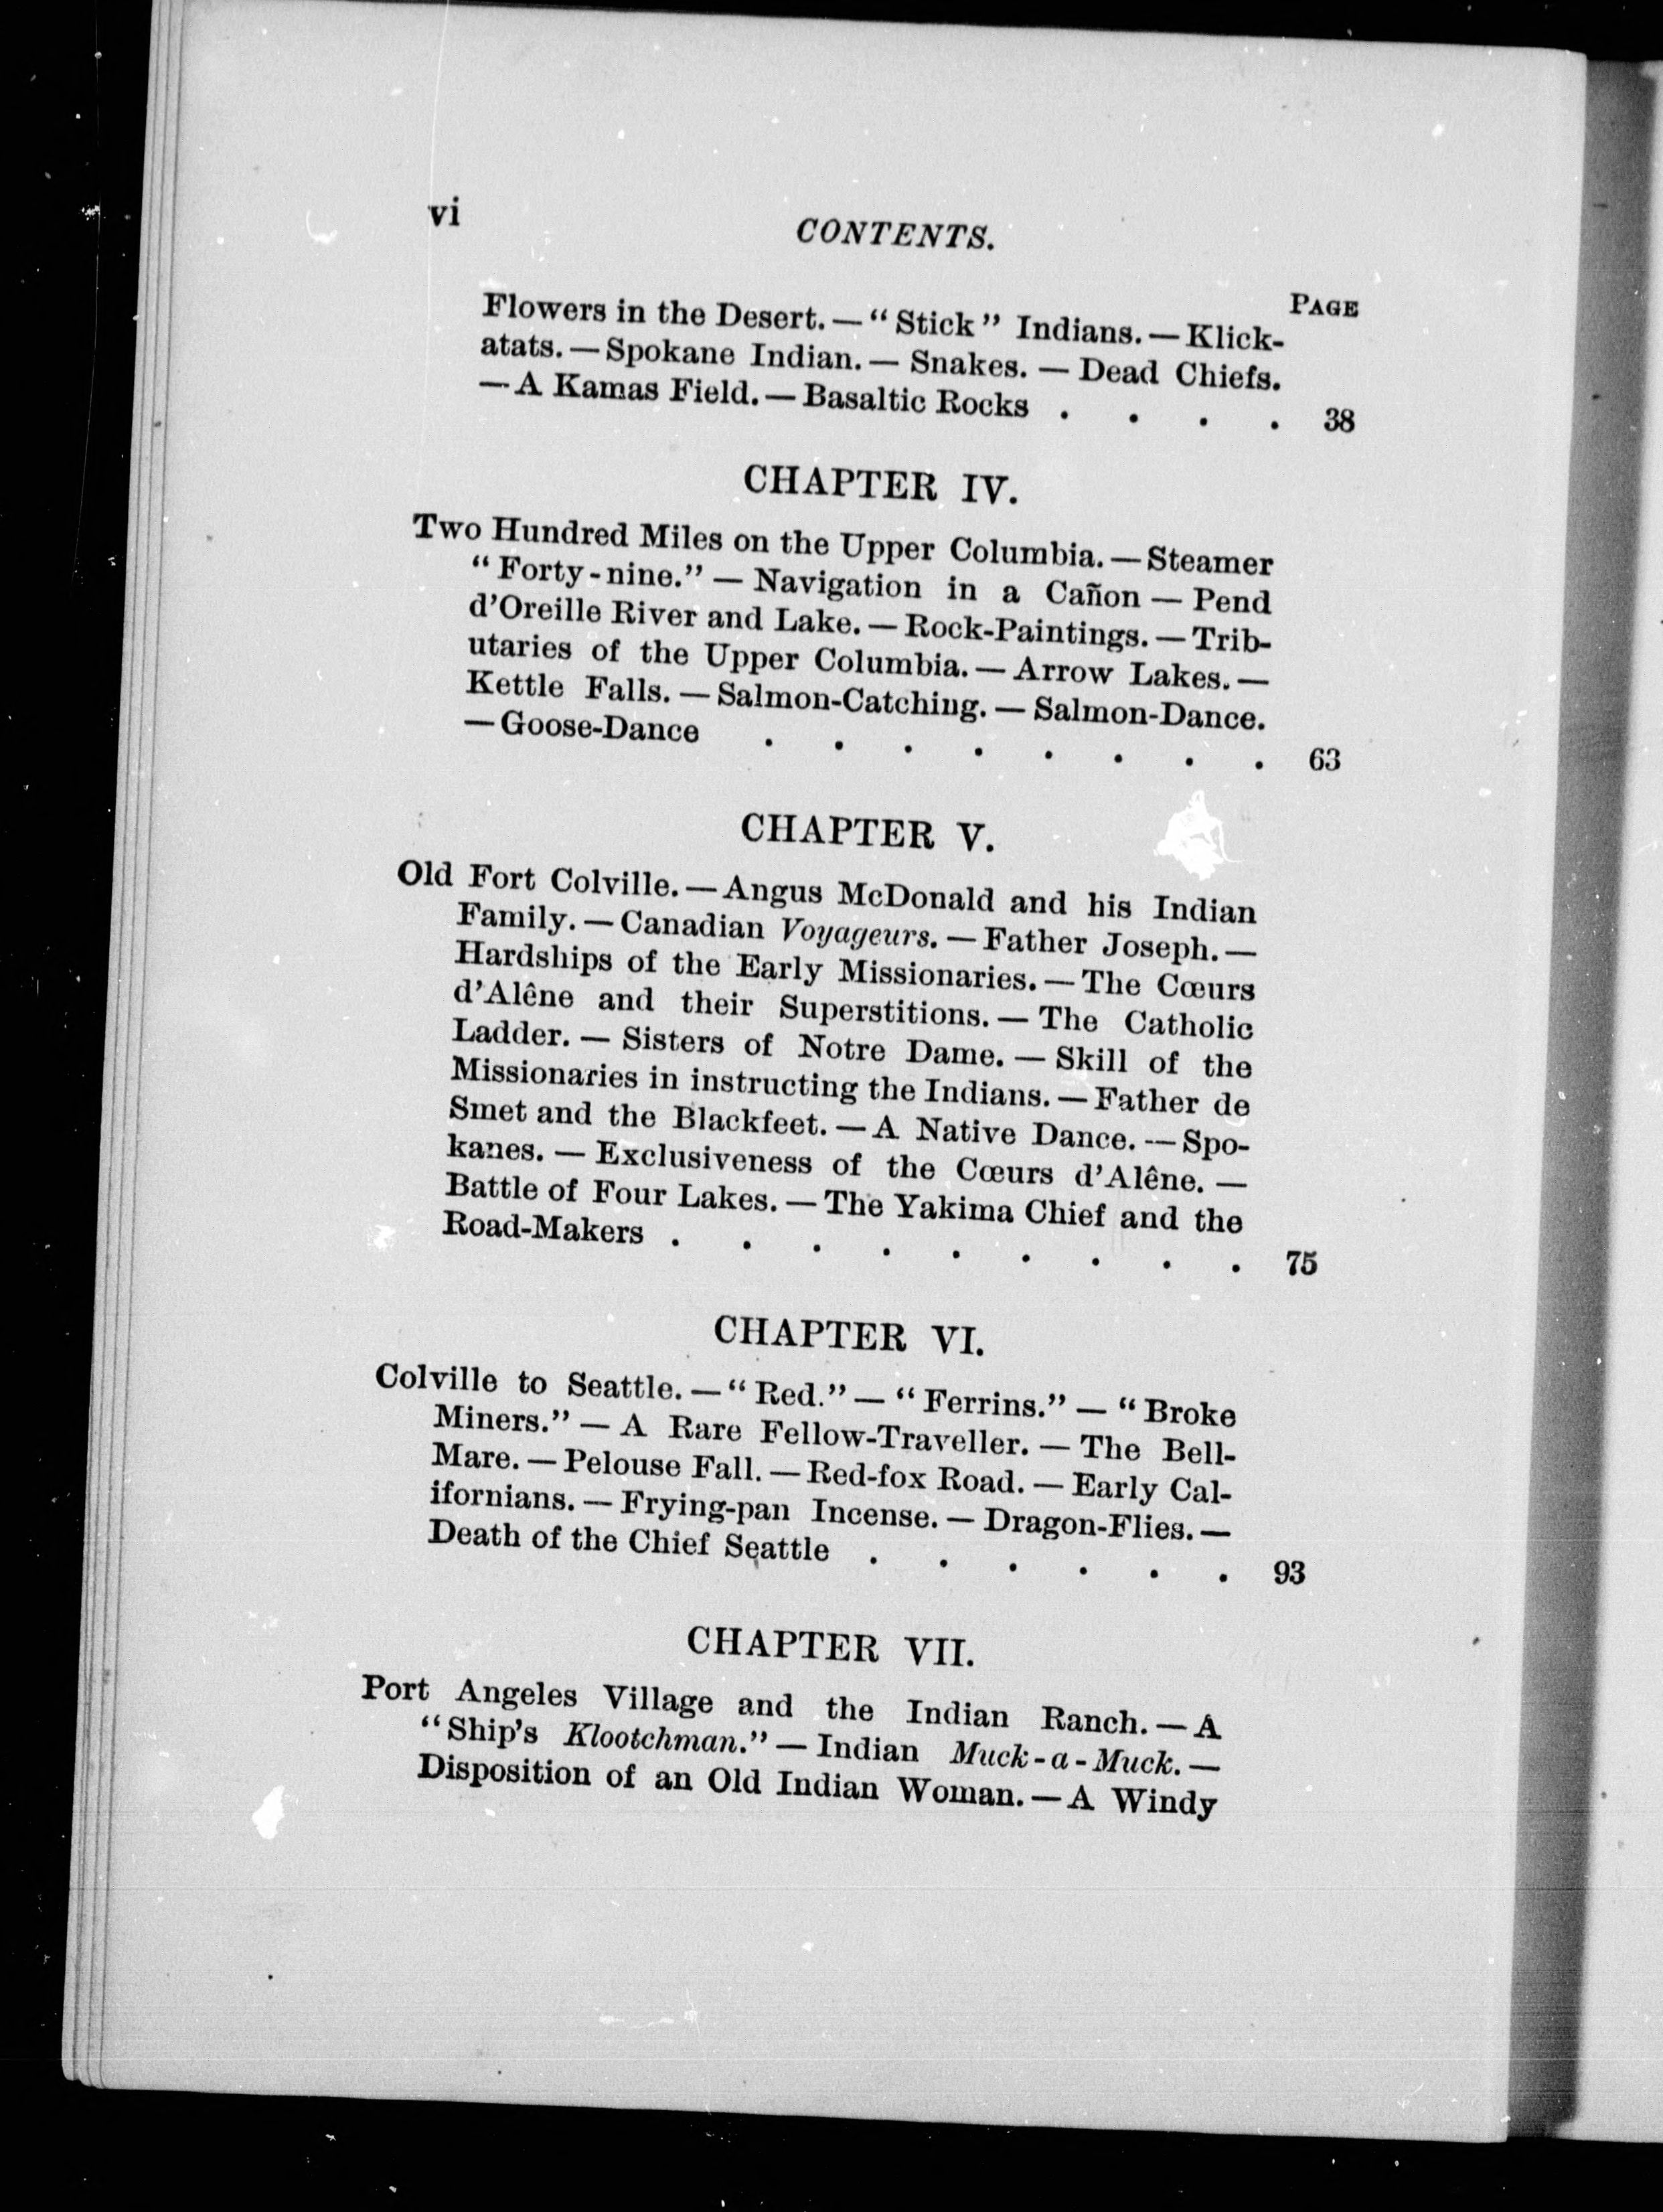 vi
CONTENTS.
PAGE
Flowers in the Desert. — “Stick” Indians. — Klick-
atats. — Spokane Indian. — Snakes. — Dead Chiefs.
— A Kamas Field. — Basaltic Rocks . . . . 38
CHAPTER IV.
Two Hundred Miles on the Upper Columbia. — Steamer
“Forty-nine.” — Navigation in a Cañon — Pend
d’Oreille River and Lake. — Rock-Paintings. — Trib-
utaries of the Upper Columbia. — Arrow Lakes. —
Kettle Falls. — Salmon-Catching. — Salmon-Dance.
— Goose-Dance . . . . . . . . 63
CHAPTER V.
Old Fort Colville. — Angus McDonald and his Indian
Family. — Canadian Voyageurs. — Father Joseph. —
Hardships of the Early Missionaries. — The Cœurs
d’Alêne and their Superstitions. — The Catholic
Ladder. — Sisters of Notre Dame. — Skill of the
Missionaries in instructing the Indians. — Father de
Smet and the Blackfeet. — A Native Dance. — Spo-
kanes. — Exclusiveness of the Cœurs d’Alêne. —
Battle of Four Lakes. — The Yakima Chief and the
Road-Makers . . . . . . . . . 75
CHAPTER VI.
Colville to Seattle. — “Red.” — “Ferrins.” — “Broke
Miners.” — A Rare Fellow-Traveller. — The Bell-
Mare. — Pelouse Fall. — Red-fox Road. — Early Cal-
ifornians. — Frying-pan Incense. — Dragon-Flies. —
Death of the Chief Seattle . . . . . . 93
CHAPTER VII.
Port Angeles Village and the Indian Ranch. — A
“Ship’s Klootchman.” — Indian Muck-a-Muck. —
Disposition of an Old Indian Woman. — A Windy